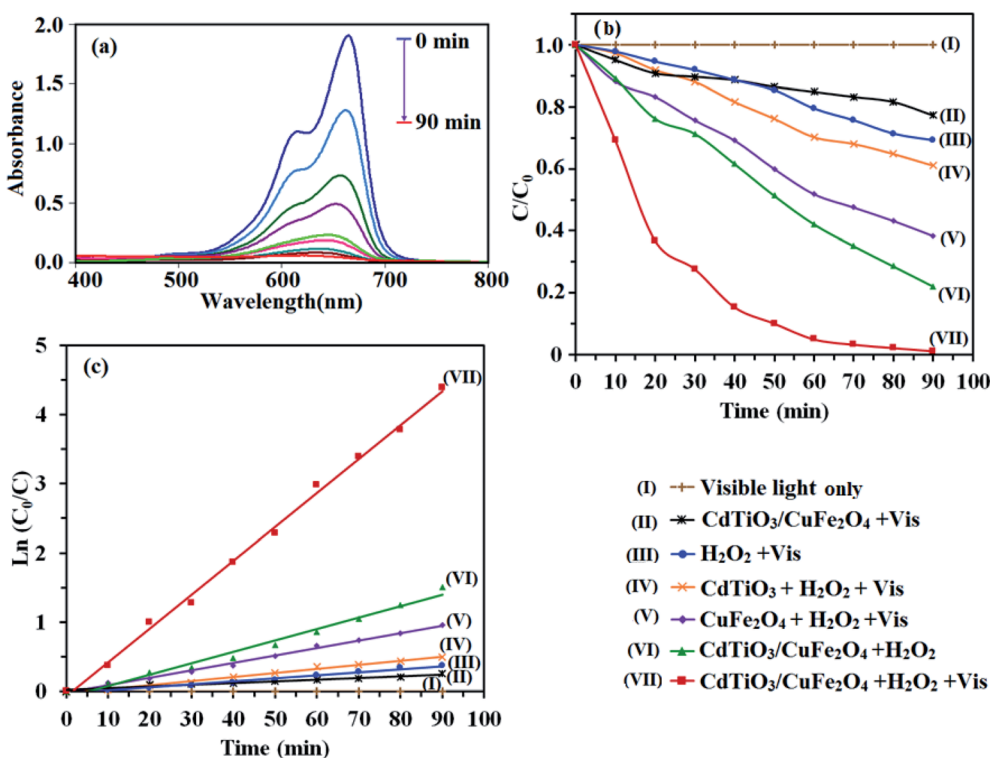 (a)
Absorbance
2.0
1.5
1.0
0.5
0.0
400 500 600 700 800
Wavelength(nm)
0 min
90 min
(b)
C/C₀
1.0
0.8
0.6
0.4
0.2
0
0 10 20 30 40 50 60 70 80 90 100
Time (min)
(I)
(II)
(III)
(IV)
(V)
(VI)
(VII)
(c)
Ln (C₀/C)
5
4
3
2
1
0
0 10 20 30 40 50 60 70 80 90 100
Time (min)
(VII)
(VI)
(V)
(IV)
(III)
(II)
(I)
(I) Visible light only
(II) CdTiO₃/CuFe₂O₄ +Vis
(III) H₂O₂ +Vis
(IV) CdTiO₃ + H₂O₂ + Vis
(V) CuFe₂O₄ + H₂O₂ +Vis
(VI) CdTiO₃/CuFe₂O₄ +H₂O₂
(VII) CdTiO₃/CuFe₂O₄ +H₂O₂ +Vis